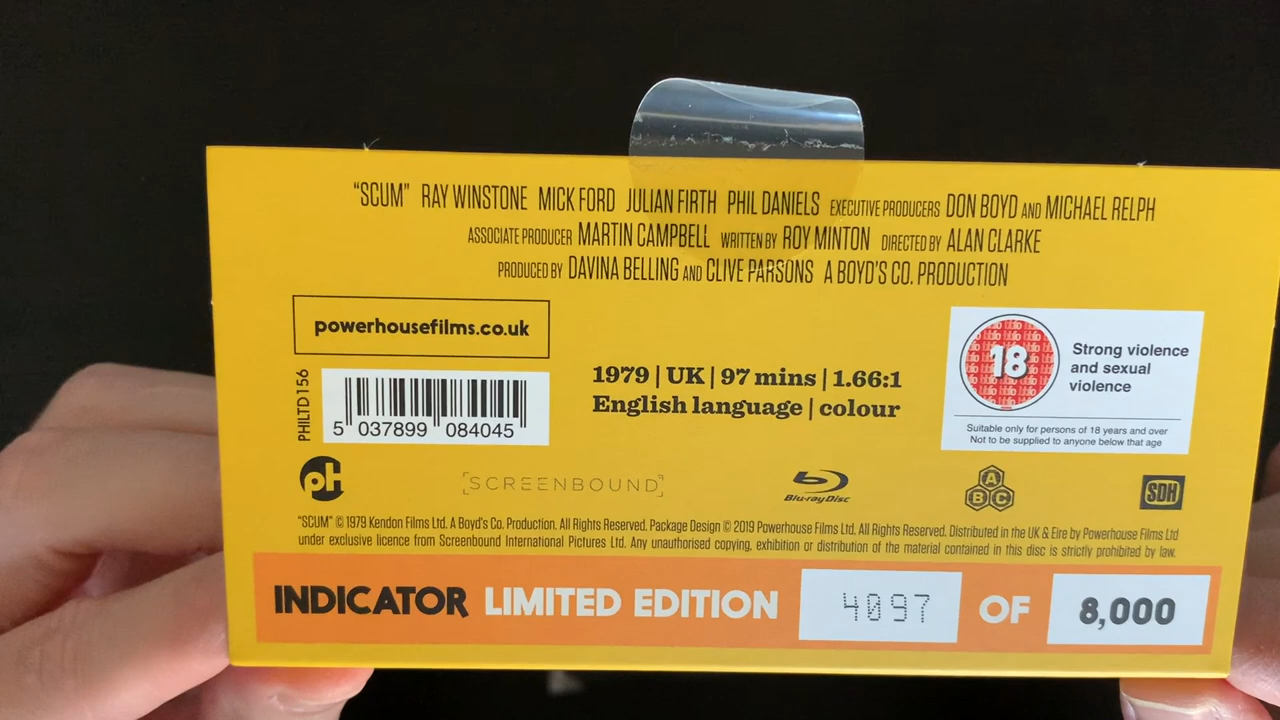 “SCUM” RAY WINSTONE MICK FORD JULIAN FIRTH PHIL DANIELS EXECUTIVE PRODUCERS DON BOYD AND MICHAEL RELPH
ASSOCIATE PRODUCER MARTIN CAMPBELL WRITTEN BY ROY MINTON DIRECTED BY ALAN CLARKE
PRODUCED BY DAVINA BELLING AND CLIVE PARSONS A BOYD'S CO. PRODUCTION
powerhousefilms.co.uk
PHILTD156
5 037899 084045
1979 | UK | 97 mins | 1.66:1
English language | colour
18
Strong violence
and sexual
violence
Suitable only for persons of 18 years and over
Not to be supplied to anyone below that age
pH
[SCREENBOUND]
Blu-ray Disc
A
B C
SDH
“SCUM” © 1979 Kendon Films Ltd. A Boyd's Co. Production. All Rights Reserved. Package Design © 2019 Powerhouse Films Ltd. All Rights Reserved. Distributed in the UK & Eire by Powerhouse Films Ltd
under exclusive licence from Screenbound International Pictures Ltd. Any unauthorised copying, exhibition or distribution of the material contained in this disc is strictly prohibited by law.
INDICATOR LIMITED EDITION 4097 OF 8,000